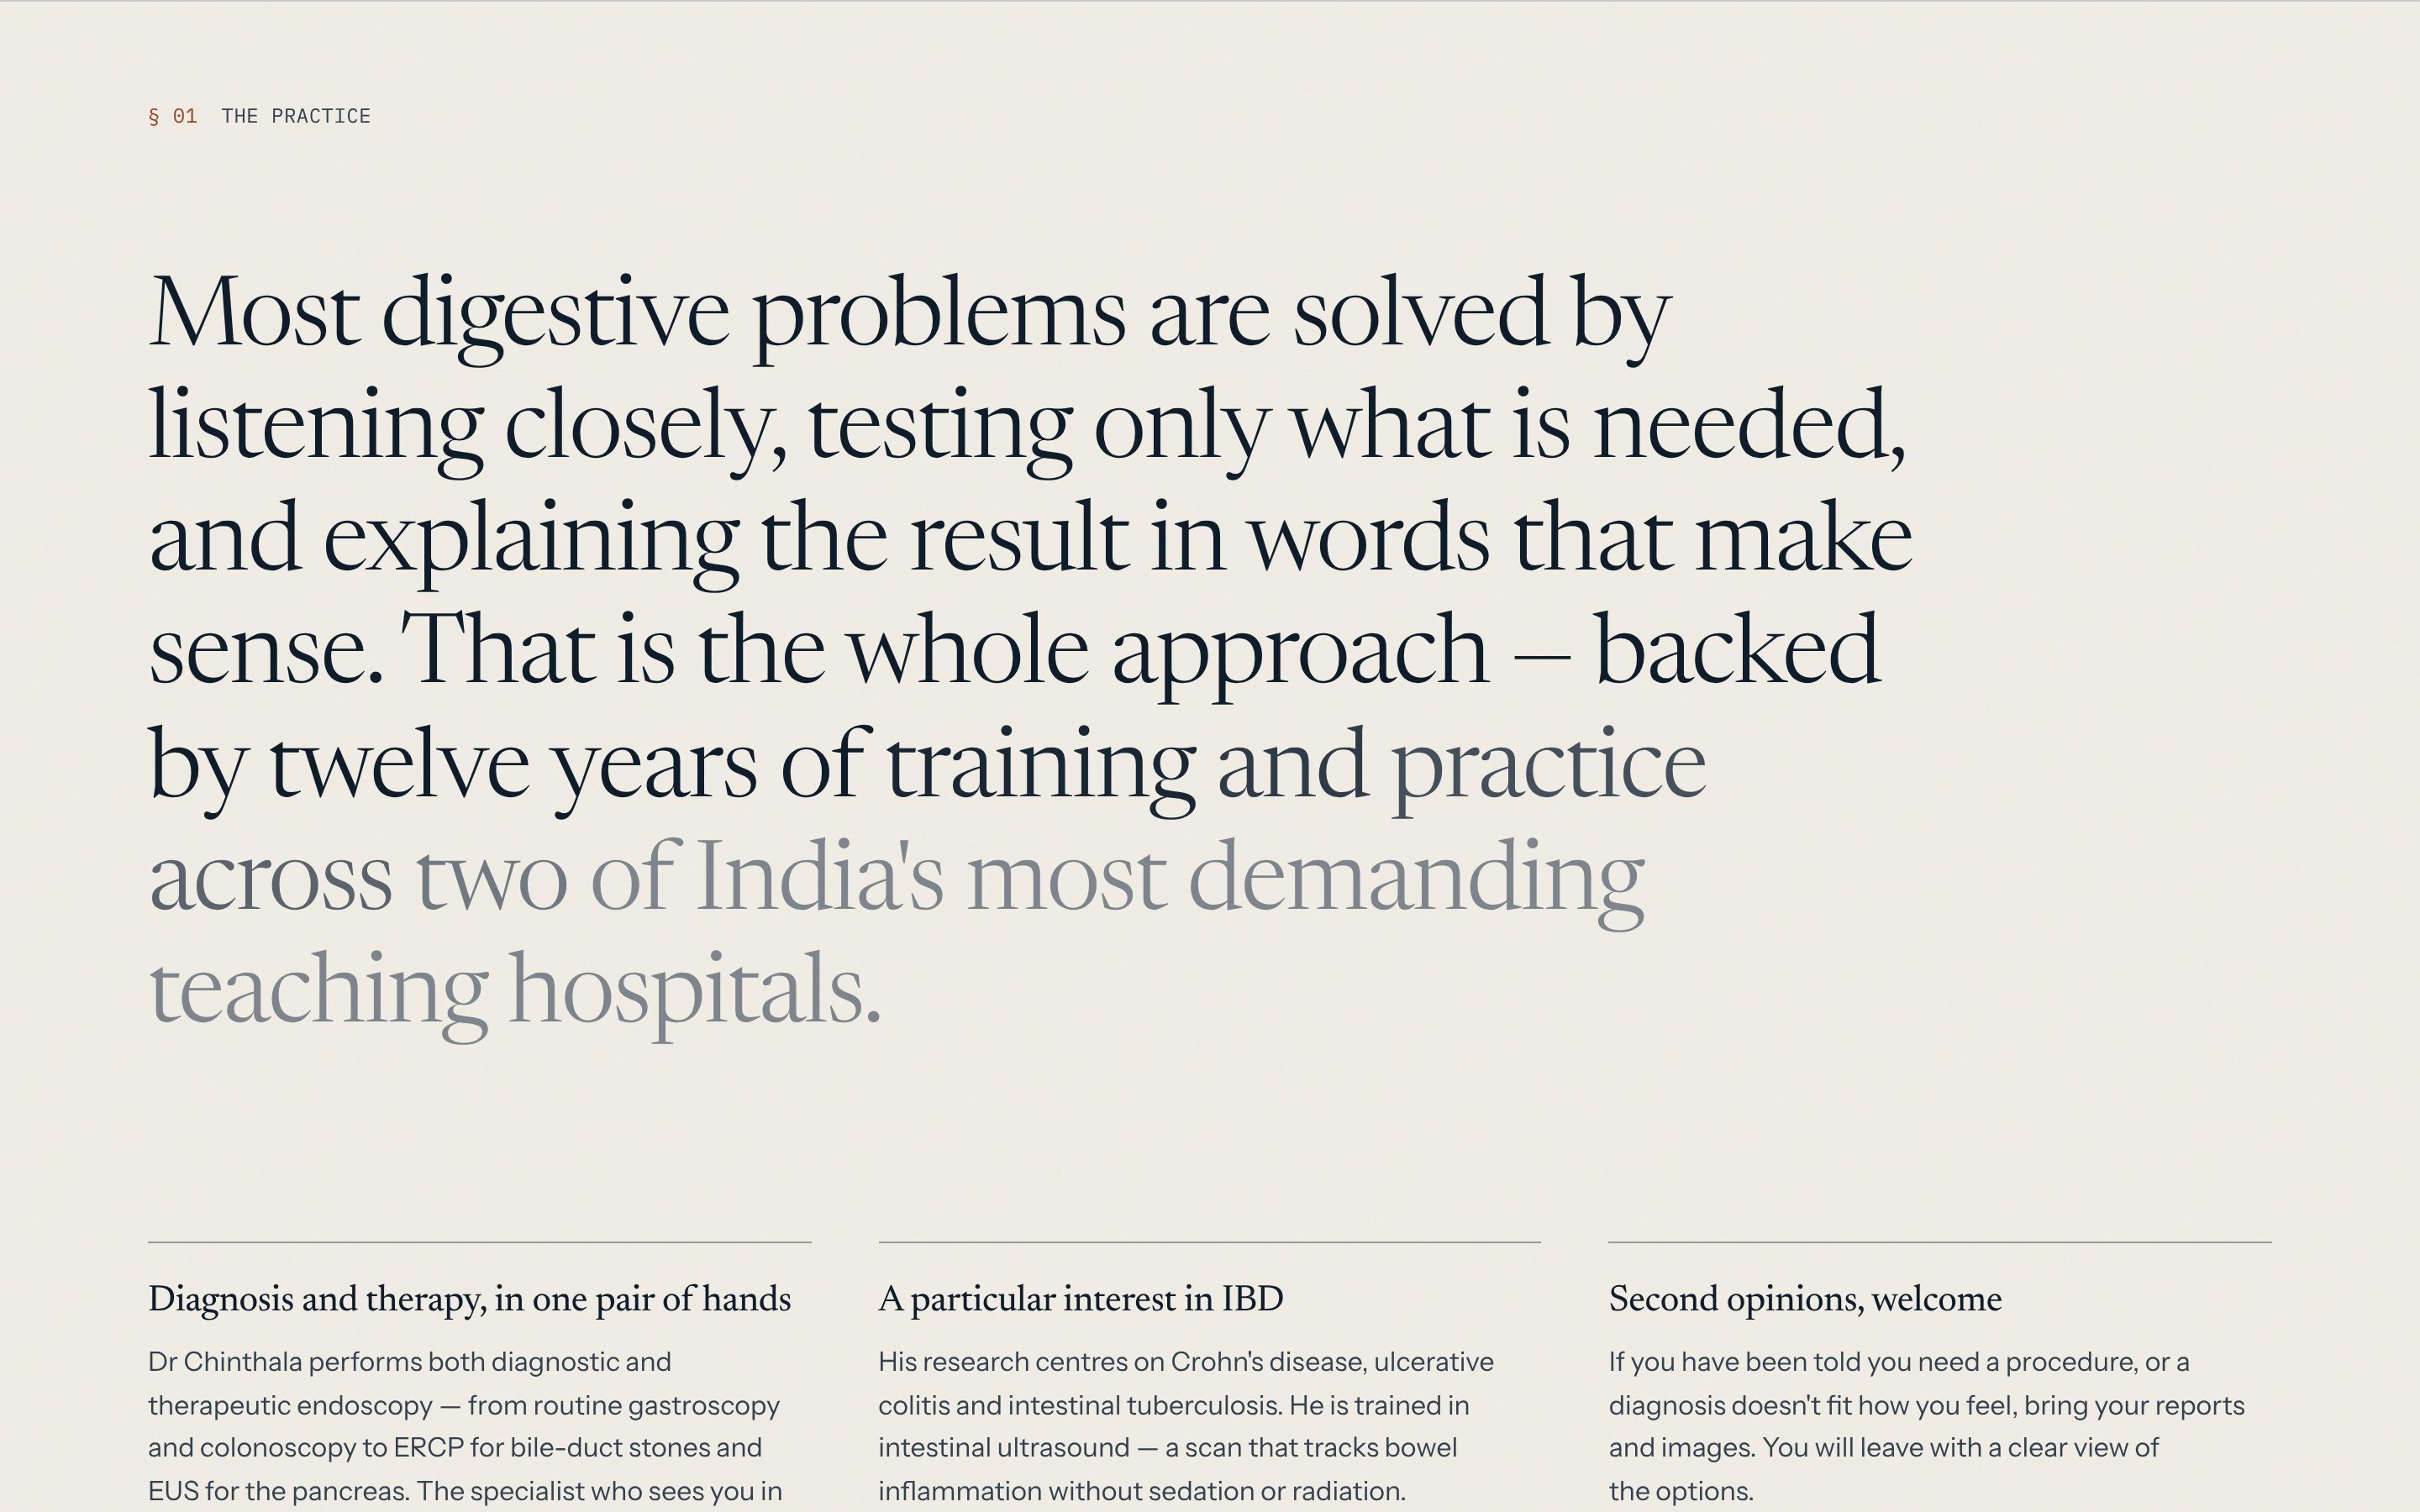 § 01 THE PRACTICE
Most digestive problems are solved by
listening closely, testing only what is needed,
and explaining the result in words that make
sense. That is the whole approach — backed
by twelve years of training and practice
across two of India's most demanding
teaching hospitals.
Diagnosis and therapy, in one pair of hands
Dr Chinthala performs both diagnostic and
therapeutic endoscopy — from routine gastroscopy
and colonoscopy to ERCP for bile-duct stones and
EUS for the pancreas. The specialist who sees you in
A particular interest in IBD
His research centres on Crohn's disease, ulcerative
colitis and intestinal tuberculosis. He is trained in
intestinal ultrasound — a scan that tracks bowel
inflammation without sedation or radiation.
Second opinions, welcome
If you have been told you need a procedure, or a
diagnosis doesn't fit how you feel, bring your reports
and images. You will leave with a clear view of
the options.